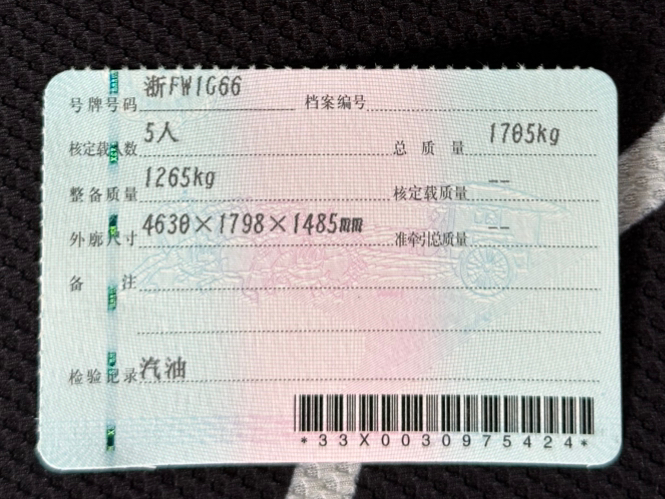 号牌号码 浙FW1G66 档案编号
核定载人数 5人 总质量 1705kg
整备质量 1265kg 核定载质量 --
外廓尺寸 4630×1798×1485mm 准牵引总质量 --
备注
检验记录 汽油
*33X0030975424*